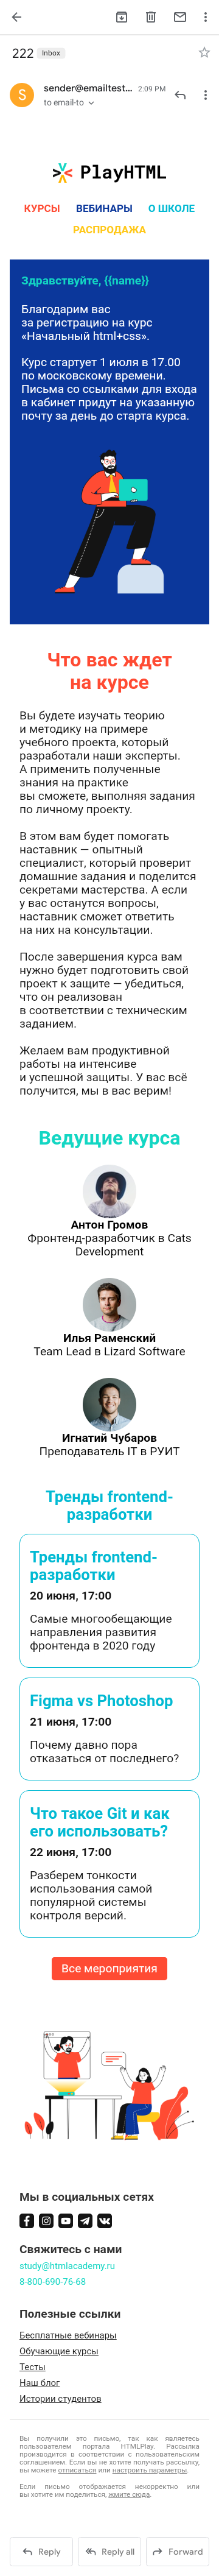 222 Inbox
S
sender@emailtest... 2:09 PM
to email-to
PlayHTML
КУРСЫ ВЕБИНАРЫ О ШКОЛЕ
РАСПРОДАЖА
Здравствуйте, {{name}}
Благодарим вас
за регистрацию на курс
«Начальный html+css».
Курс стартует 1 июля в 17.00
по московскому времени.
Письма со ссылками для входа
в кабинет придут на указанную
почту за день до старта курса.
Что вас ждет
на курсе
Вы будете изучать теорию
и методику на примере
учебного проекта, который
разработали наши эксперты.
А применить полученные
знания на практике
вы сможете, выполняя задания
по личному проекту.
В этом вам будет помогать
наставник — опытный
специалист, который проверит
домашние задания и поделится
секретами мастерства. А если
у вас останутся вопросы,
наставник сможет ответить
на них на консультации.
После завершения курса вам
нужно будет подготовить свой
проект к защите — убедиться,
что он реализован
в соответствии с техническим
заданием.
Желаем вам продуктивной
работы на интенсиве
и успешной защиты. У вас всё
получится, мы в вас верим!
Ведущие курса
Антон Громов
Фронтенд-разработчик в Cats
Development
Илья Раменский
Team Lead в Lizard Software
Игнатий Чубаров
Преподаватель IT в РУИТ
Тренды frontend-
разработки
Тренды frontend-
разработки
20 июня, 17:00
Самые многообещающие
направления развития
фронтенда в 2020 году
Figma vs Photoshop
21 июня, 17:00
Почему давно пора
отказаться от последнего?
Что такое Git и как
его использовать?
22 июня, 17:00
Разберем тонкости
использования самой
популярной системы
контроля версий.
Все мероприятия
Мы в социальных сетях
Свяжитесь с нами
study@htmlacademy.ru
8-800-690-76-68
Полезные ссылки
Бесплатные вебинары
Обучающие курсы
Тесты
Наш блог
Истории студентов
Вы получили это письмо, так как являетесь
пользователем портала HTMLPlay. Рассылка
производится в соответствии с пользовательским
соглашением. Если вы не хотите получать рассылку,
вы можете отписаться или настроить параметры.
Если письмо отображается некорректно или
вы хотите им поделиться, жмите сюда.
Reply Reply all Forward